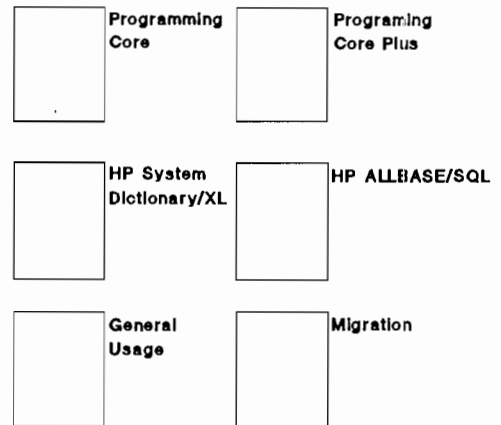 Programming
Core
Programing
Core Plus
HP System
Dictionary/XL
HP ALLBASE/SQL
General
Usage
Migration